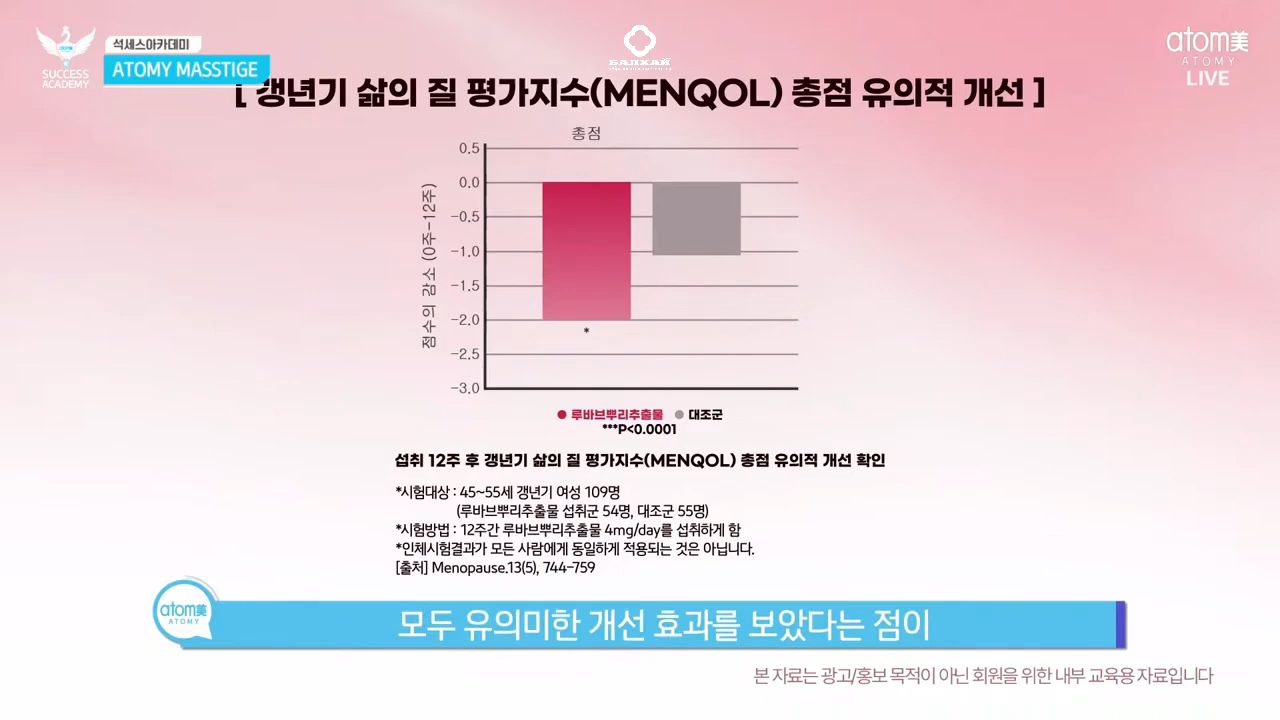 SUCCESS
ACADEMY
석세스아카데미
ATOMY MASSTIGE
БАЛКАЙ
atom美
ATOMY
LIVE
[ 갱년기 삶의 질 평가지수(MENQOL) 총점 유의적 개선 ]
총점
점수의 감소 (0주-12주)
0.5
0.0
-0.5
-1.0
-1.5
-2.0
-2.5
-3.0
*
루바브뿌리추출물 대조군
***P<0.0001
섭취 12주 후 갱년기 삶의 질 평가지수(MENQOL) 총점 유의적 개선 확인
*시험대상 : 45~55세 갱년기 여성 109명
(루바브뿌리추출물 섭취군 54명, 대조군 55명)
*시험방법 : 12주간 루바브뿌리추출물 4mg/day를 섭취하게 함
*인체시험결과가 모든 사람에게 동일하게 적용되는 것은 아닙니다.
[출처] Menopause.13(5), 744-759
atom美
ATOMY
모두 유의미한 개선 효과를 보았다는 점이
본 자료는 광고/홍보 목적이 아닌 회원을 위한 내부 교육용 자료입니다